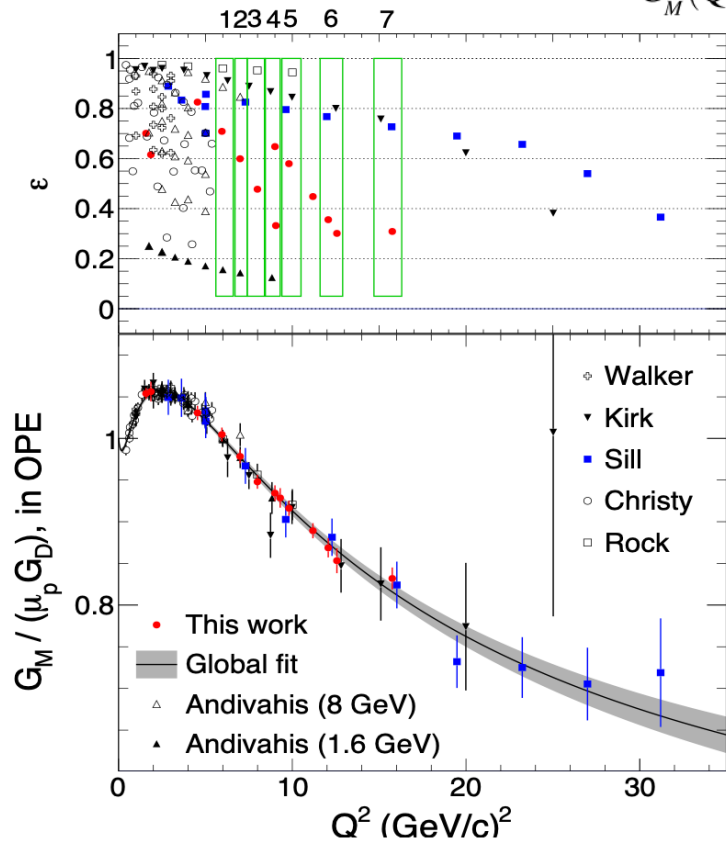 G_M(Q
1 2 3 4 5 6 7
1
0.8
0.6
0.4
0.2
0
ε
Walker
Kirk
Sill
Christy
Rock
1
0.8
G_M / (μ_p G_D), in OPE
This work
Global fit
Andivahis (8 GeV)
Andivahis (1.6 GeV)
0 10 20 30
Q^2 (GeV/c)^2